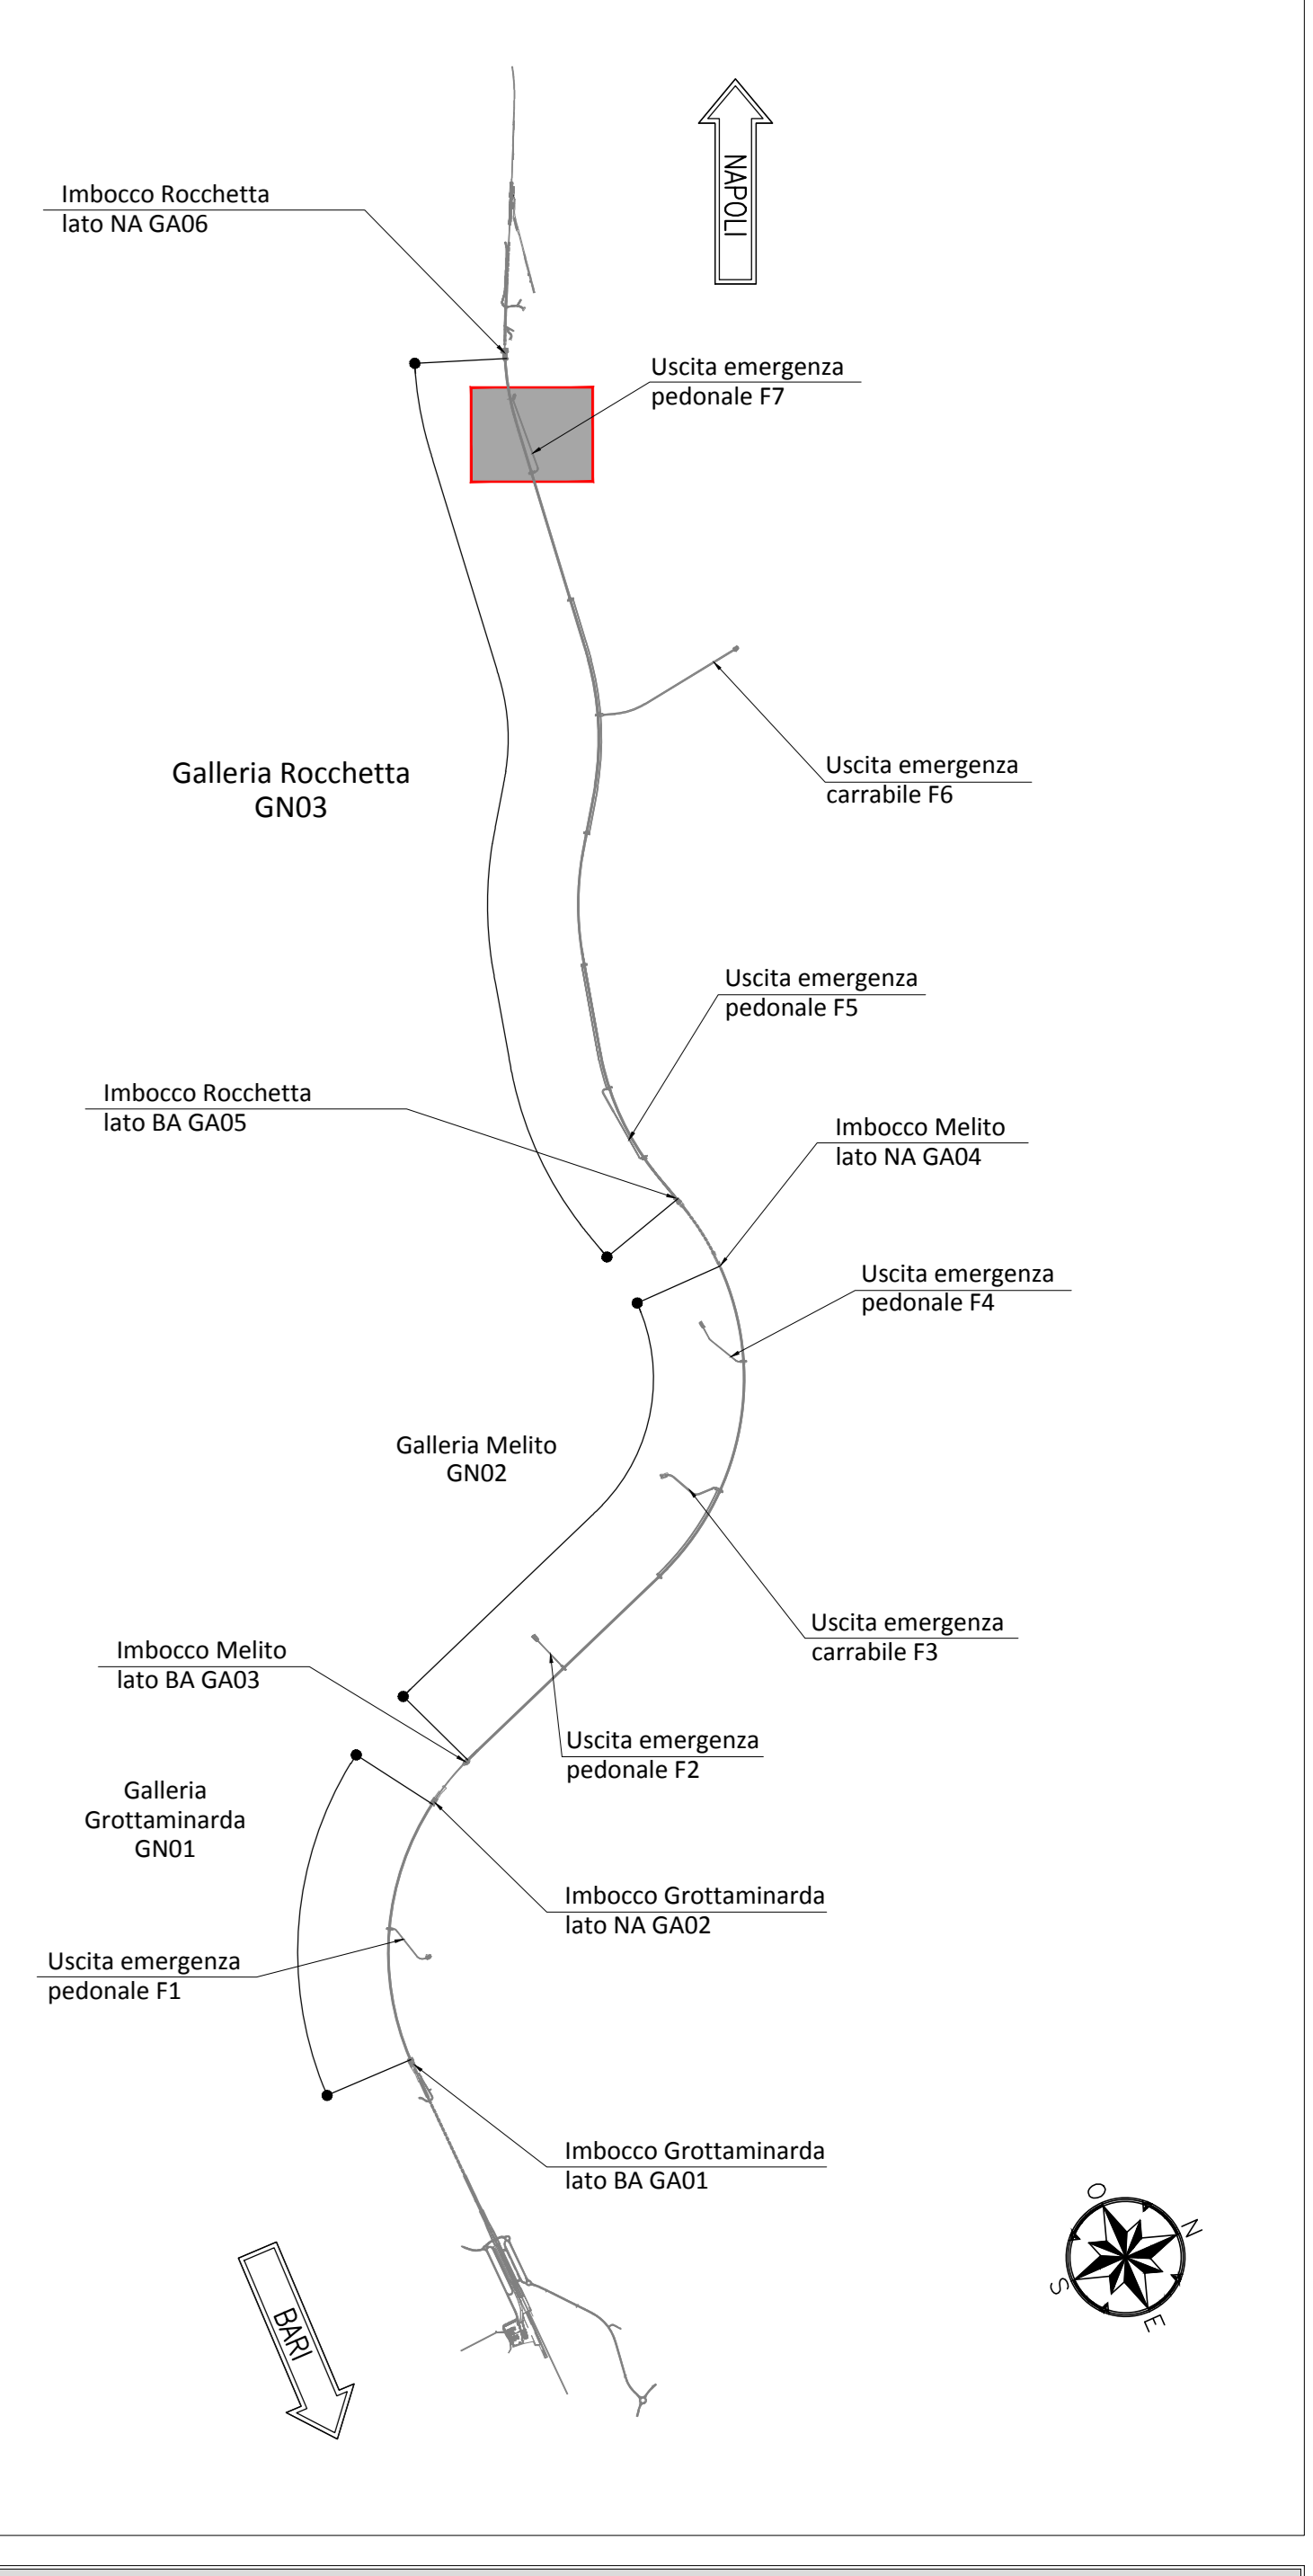 NAPOLI
Imbocco Rocchetta
lato NA GA06
Uscita emergenza
pedonale F7
Galleria Rocchetta
GN03
Uscita emergenza
carrabile F6
Uscita emergenza
pedonale F5
Imbocco Rocchetta
lato BA GA05
Imbocco Melito
lato NA GA04
Uscita emergenza
pedonale F4
Galleria Melito
GN02
Uscita emergenza
carrabile F3
Imbocco Melito
lato BA GA03
Uscita emergenza
pedonale F2
Galleria
Grottaminarda
GN01
Imbocco Grottaminarda
lato NA GA02
Uscita emergenza
pedonale F1
Imbocco Grottaminarda
lato BA GA01
BARI
O
N
S
E